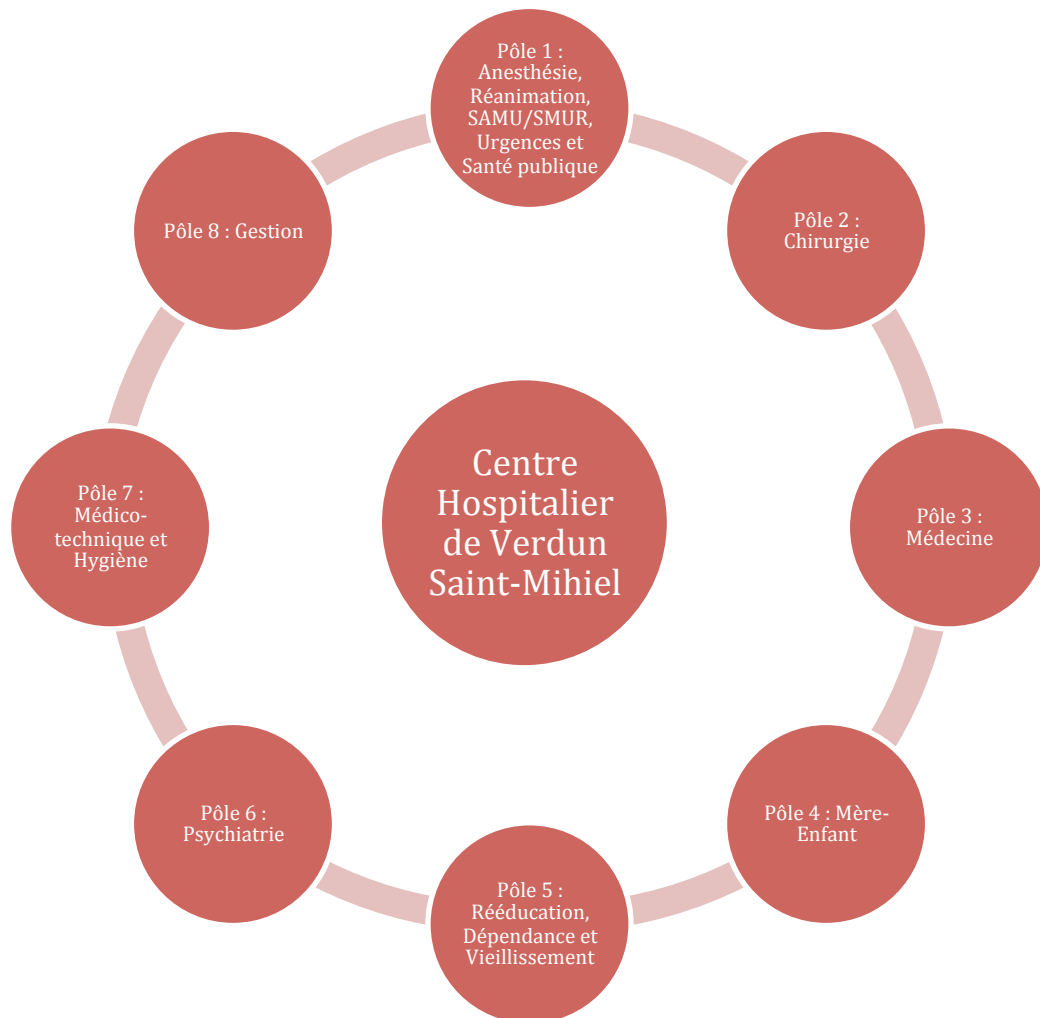 Pôle 1 :
Anesthésie,
Réanimation,
SAMU/SMUR,
Urgences et
Santé publique
Pôle 2 :
Chirurgie
Pôle 3 :
Médecine
Pôle 4 : Mère-
Enfant
Pôle 5 :
Rééducation,
Dépendance et
Vieillissement
Pôle 6 :
Psychiatrie
Pôle 7 :
Médico-
technique et
Hygiène
Pôle 8 : Gestion
Centre
Hospitalier
de Verdun
Saint-Mihiel